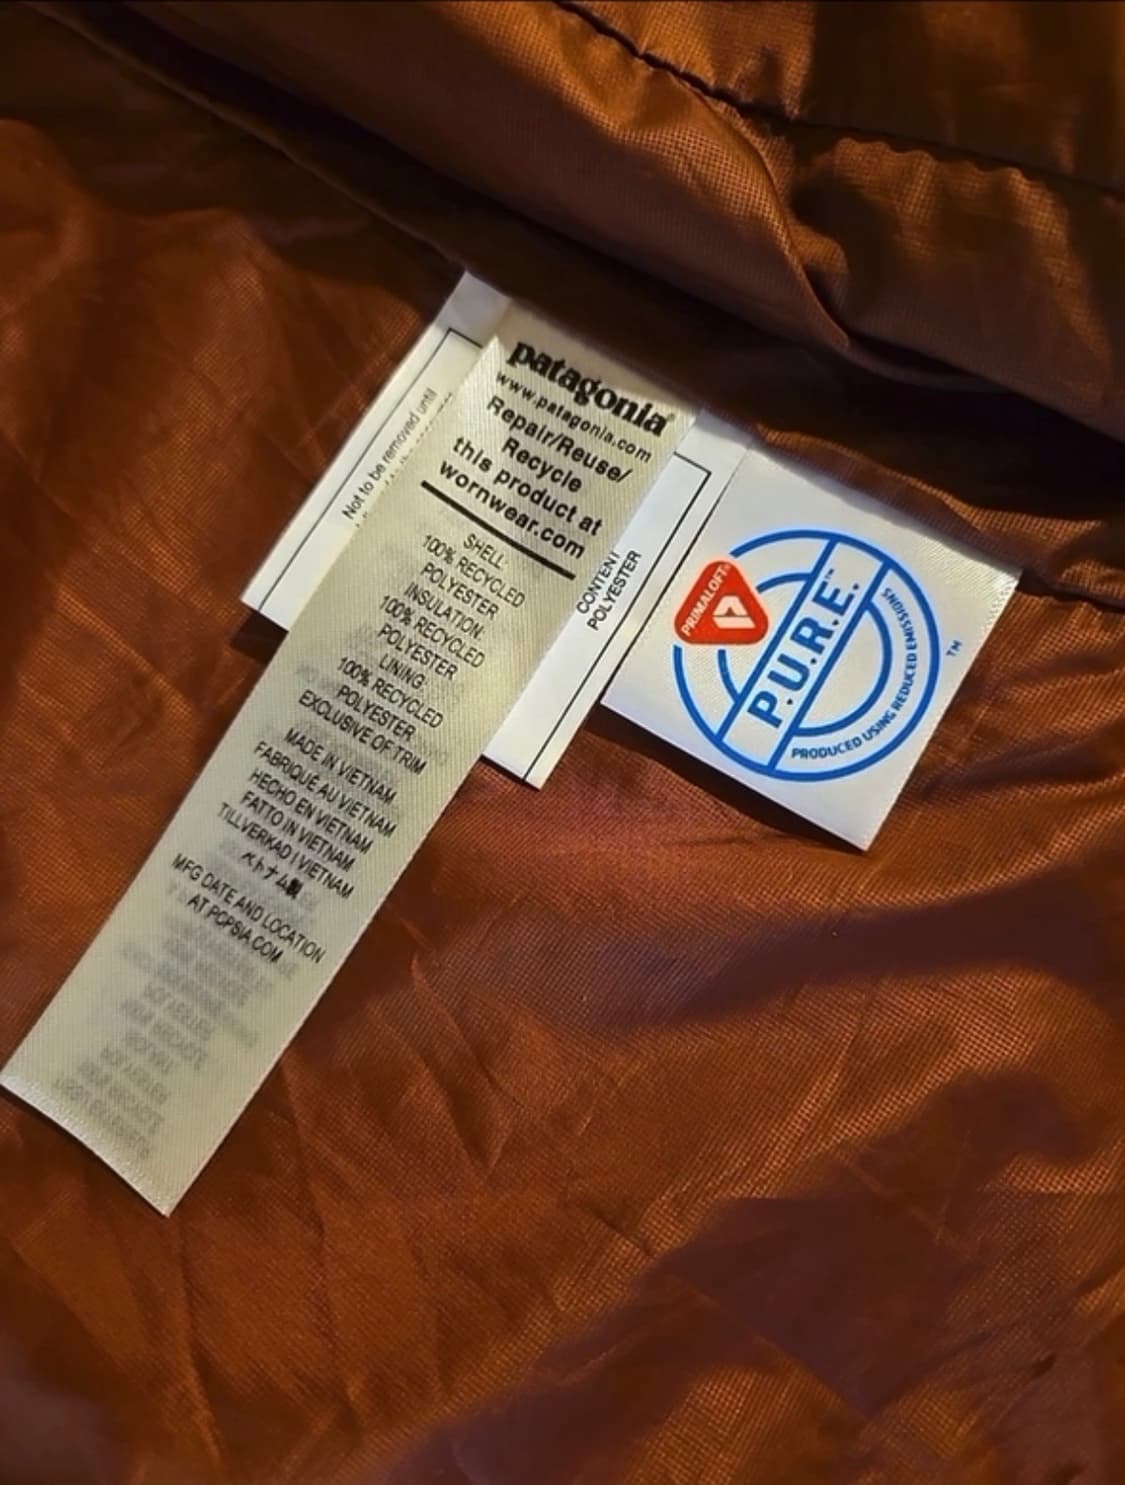 patagonia®
www.patagonia.com
Repair/Reuse/
Recycle
this product at
wornwear.com
SHELL:
100% RECYCLED
POLYESTER
INSULATION:
100% RECYCLED
POLYESTER
LINING:
100% RECYCLED
POLYESTER
EXCLUSIVE OF TRIM
MADE IN VIETNAM
FABRIQUÉ AU VIETNAM
HECHO EN VIETNAM
FATTO IN VIETNAM
TILLVERKAD I VIETNAM
ベトナム製
MFG DATE AND LOCATION
AT PCPSIA.COM
Not to be removed until
CONTENT
POLYESTER
PRIMALOFT®
P.U.R.E.™
PRODUCED USING REDUCED EMISSIONS
TM